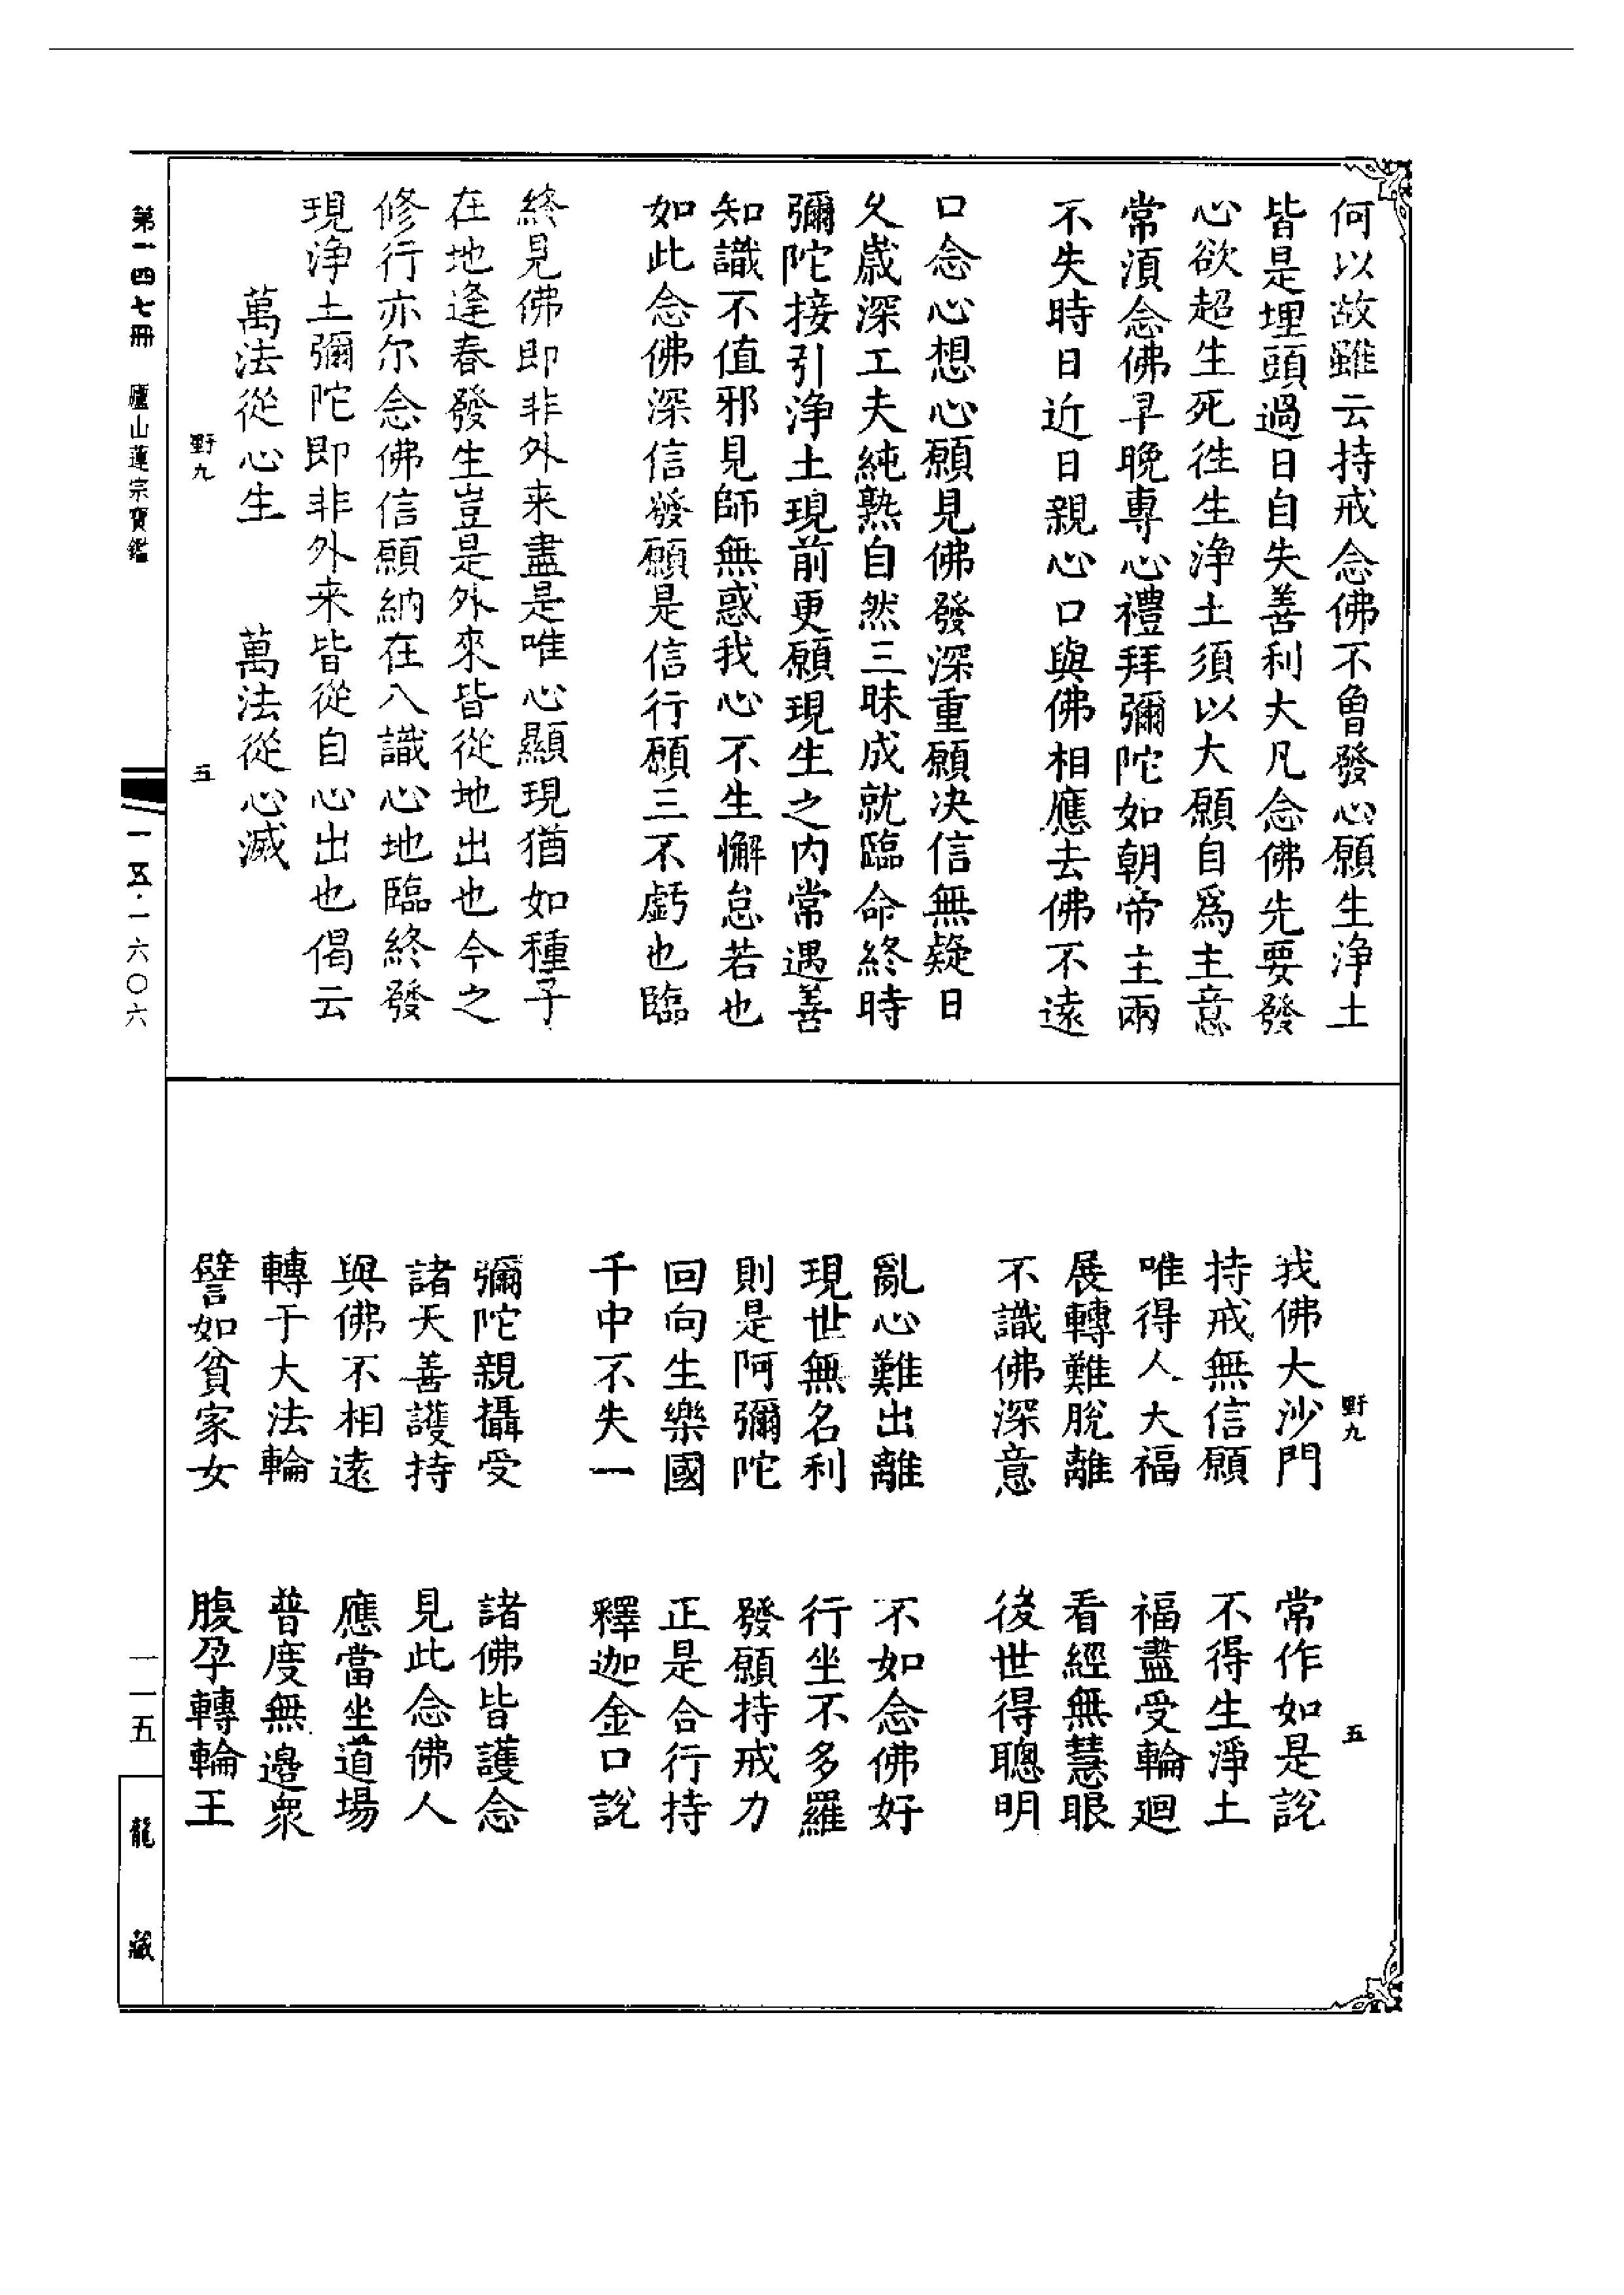 何以故雖云持戒念佛不曽發心願生浄土
皆是埋頭過日自失善利大凡念佛先要發
心欲超生死徃生浄土須以大願自爲主意
常湏念佛早晚專心禮拜彌陀如朝帝主兩
不失時日近日親心口與佛相應去佛不遠
口念心想心願見佛發深重願决信無疑日
久歲深工夫純熟自然三昧成就臨命終時
彌陀接引浄土現前更願現生之内常遇善
知識不值邪見師無惑我心不生懈怠若也
如此念佛深信發願是信行願三不虧也臨
終見佛即非外来盡是唯心顯現猶如種子
在地逢春發生豈是外來皆從地出也今之
修行亦尔念佛信願納在八識心地臨終發
現浄土彌陀即非外来皆從自心出也偈云
萬法從心生　萬法從心滅
野九　五
第一四七冊　廬山蓮宗寶鑑
一五·一六〇六
野九　五
我佛大沙門　常作如是說
持戒無信願　不得生淨土
唯得人大福　福盡受輪廻
展轉難脫離　看經無慧眼
不識佛深意　後世得聰明
亂心難出離　不如念佛好
現世無名利　行坐不多羅
則是阿彌陀　發願持戒力
回向生樂國　正是合行持
千中不失一　釋迦金口說
彌陀親攝受　諸佛皆護念
諸天善護持　見此念佛人
與佛不相遠　應當坐道場
轉于大法輪　普度無邊衆
譬如貧家女　腹孕轉輪王
一一五
龍藏